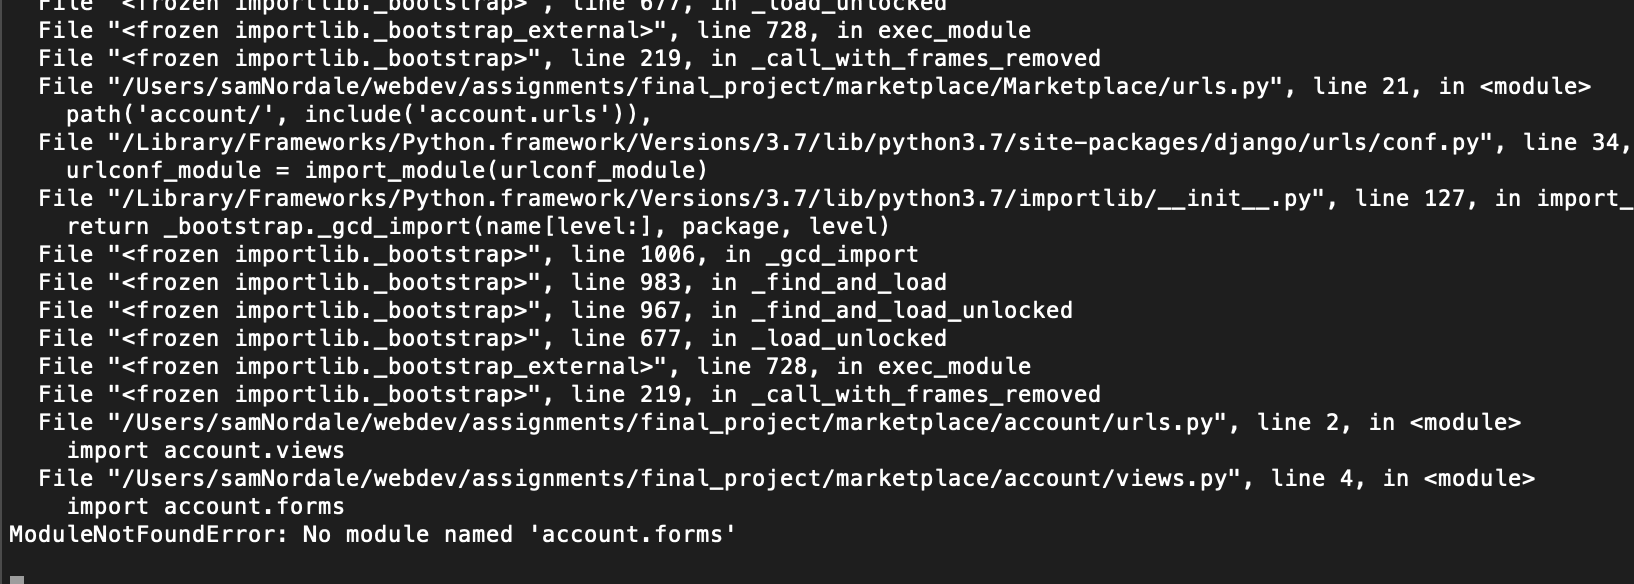 File "<frozen importlib._bootstrap>", line 677, in _load_unlocked
File "<frozen importlib._bootstrap_external>", line 728, in exec_module
File "<frozen importlib._bootstrap>", line 219, in _call_with_frames_removed
File "/Users/samNordale/webdev/assignments/final_project/marketplace/Marketplace/urls.py", line 21, in <module>
path('account/', include('account.urls')),
File "/Library/Frameworks/Python.framework/Versions/3.7/lib/python3.7/site-packages/django/urls/conf.py", line 34,
urlconf_module = import_module(urlconf_module)
File "/Library/Frameworks/Python.framework/Versions/3.7/lib/python3.7/importlib/__init__.py", line 127, in import_
return _bootstrap._gcd_import(name[level:], package, level)
File "<frozen importlib._bootstrap>", line 1006, in _gcd_import
File "<frozen importlib._bootstrap>", line 983, in _find_and_load
File "<frozen importlib._bootstrap>", line 967, in _find_and_load_unlocked
File "<frozen importlib._bootstrap>", line 677, in _load_unlocked
File "<frozen importlib._bootstrap_external>", line 728, in exec_module
File "<frozen importlib._bootstrap>", line 219, in _call_with_frames_removed
File "/Users/samNordale/webdev/assignments/final_project/marketplace/account/urls.py", line 2, in <module>
import account.views
File "/Users/samNordale/webdev/assignments/final_project/marketplace/account/views.py", line 4, in <module>
import account.forms
ModuleNotFoundError: No module named 'account.forms'